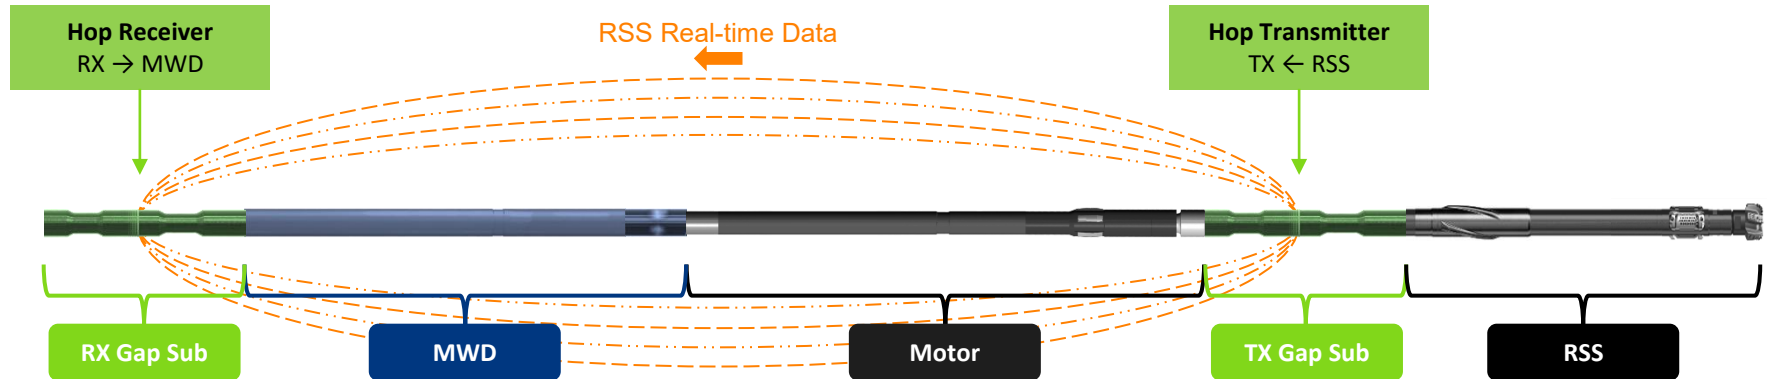 Hop Receiver
RX → MWD
RSS Real-time Data
Hop Transmitter
TX ← RSS
RX Gap Sub
MWD
Motor
TX Gap Sub
RSS